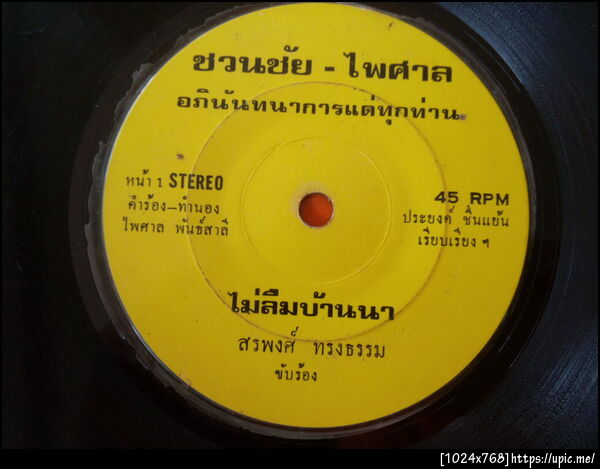 ชวนชัย - ไพศาล
อภินันทนาการแด่ทุกท่าน
หน้า 1 STEREO
คำร้อง–ทำนอง
ไพศาล พันธ์สาลี
45 RPM
ประยงค์ ชื่นแย้น
เรียบเรียง ฯ
ไม่ลืมบ้านนา
สรพงศ์ ทรงธรรม
ขับร้อง
[1024x768]https://upic.me/